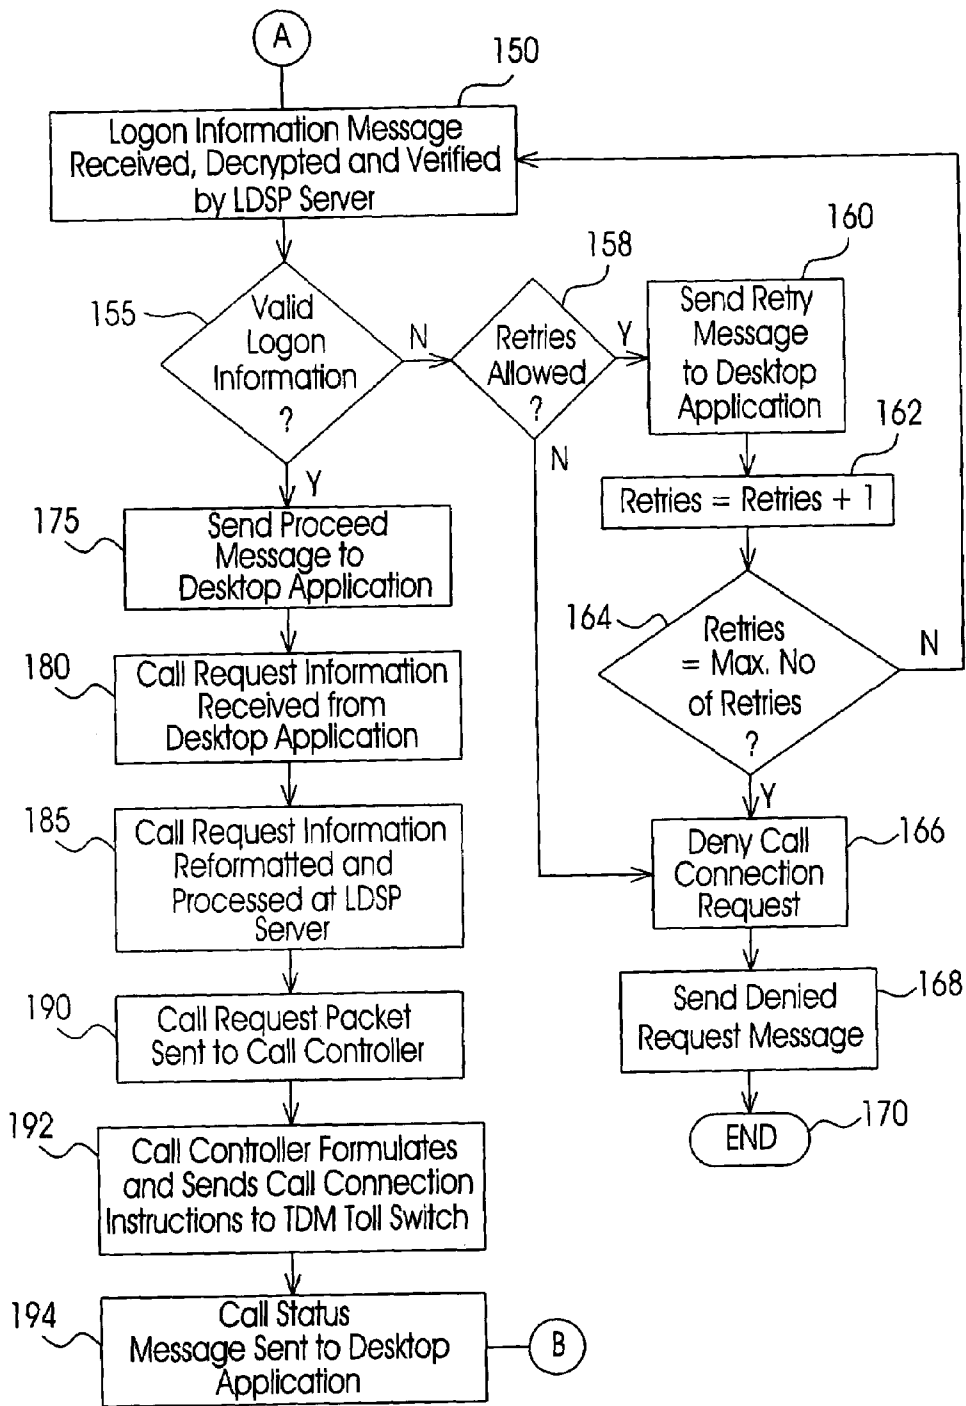 A
150
Logon Information Message
Received, Decrypted and Verified
by LDSP Server
155
Valid
Logon
Information
?
N
Y
158
Retries
Allowed
?
Y
N
160
Send Retry
Message
to Desktop
Application
162
Retries = Retries + 1
164
Retries
= Max. No
of Retries
?
N
Y
166
Deny Call
Connection
Request
168
Send Denied
Request Message
170
END
175
Send Proceed
Message to
Desktop Application
180
Call Request Information
Received from
Desktop Application
185
Call Request Information
Reformatted and
Processed at LDSP
Server
190
Call Request Packet
Sent to Call Controller
192
Call Controller Formulates
and Sends Call Connection
Instructions to TDM Toll Switch
194
Call Status
Message Sent to Desktop
Application
B